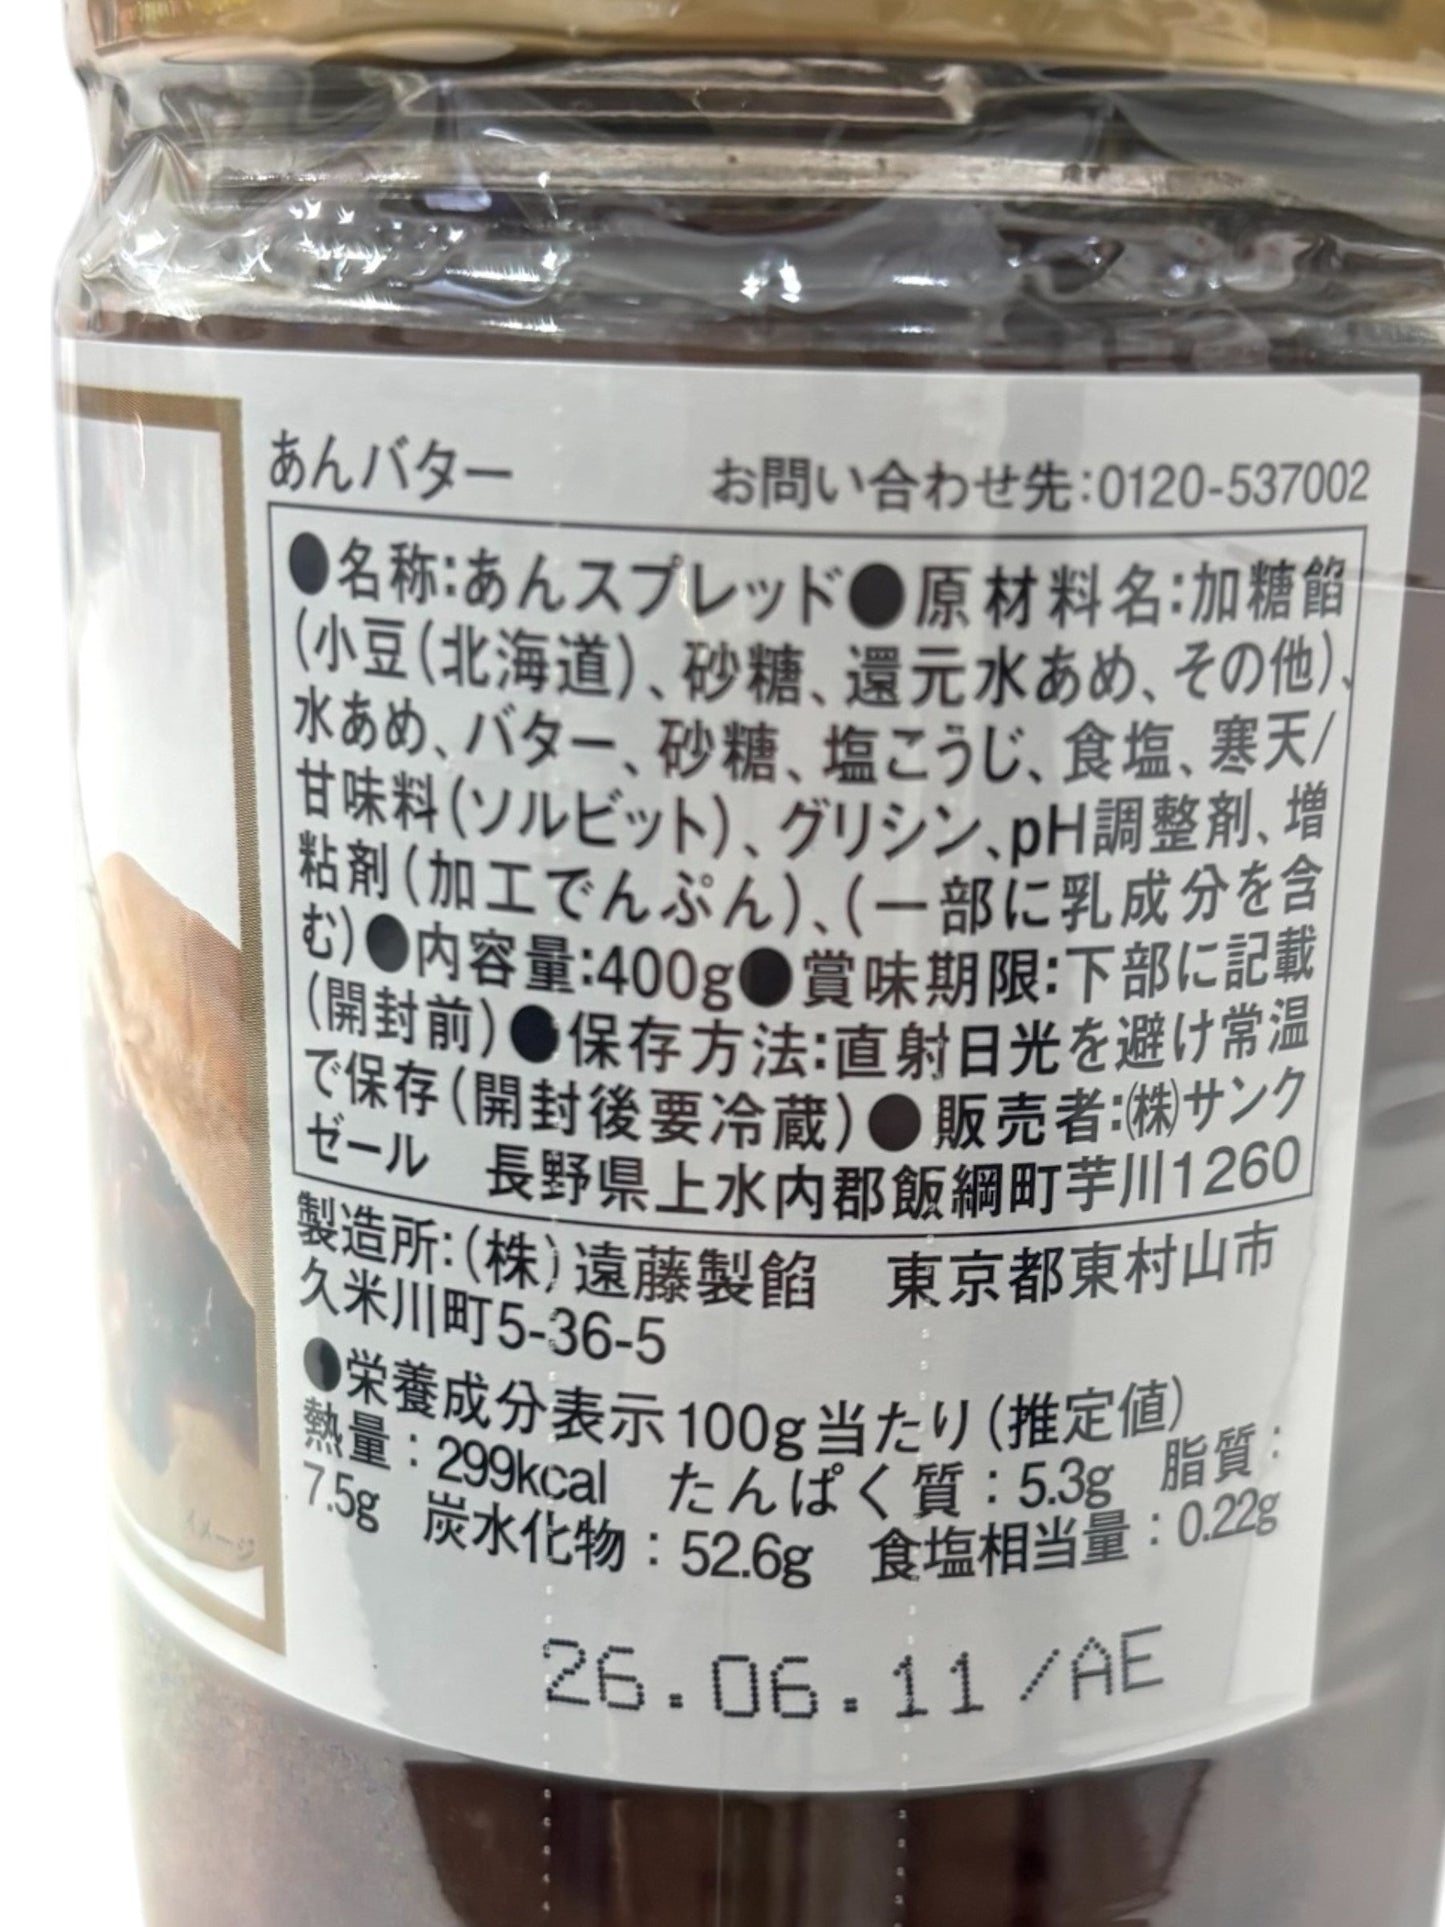 あんバター
お問い合わせ先:0120-537002
●名称:あんスプレッド●原材料名:加糖餡
(小豆(北海道)、砂糖、還元水あめ、その他)、
水あめ、バター、砂糖、塩こうじ、食塩、寒天/
甘味料(ソルビット)、グリシン、pH調整剤、増
粘剤(加工でんぷん)、(一部に乳成分を含
む)●内容量:400g●賞味期限:下部に記載
(開封前)●保存方法:直射日光を避け常温
で保存(開封後要冷蔵)●販売者:㈱サンク
ゼール 長野県上水内郡飯綱町芋川1260
製造所:(株)遠藤製餡 東京都東村山市
久米川町5-36-5
●栄養成分表示100g当たり(推定値)
熱量:299kcal たんぱく質:5.3g 脂質:
7.5g 炭水化物:52.6g 食塩相当量:0.22g
イメージ
26.06.11/AE